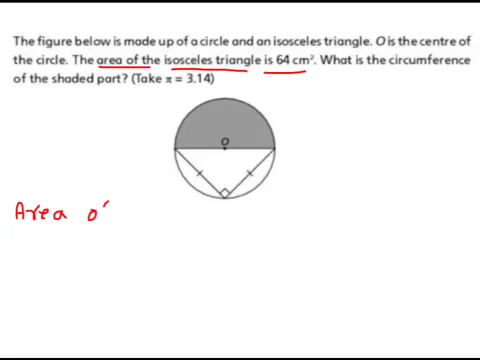 The figure below is made up of a circle and an isosceles triangle. O is the centre of
the circle. The area of the isosceles triangle is 64 cm². What is the circumference
of the shaded part? (Take π = 3.14)
O
Area o